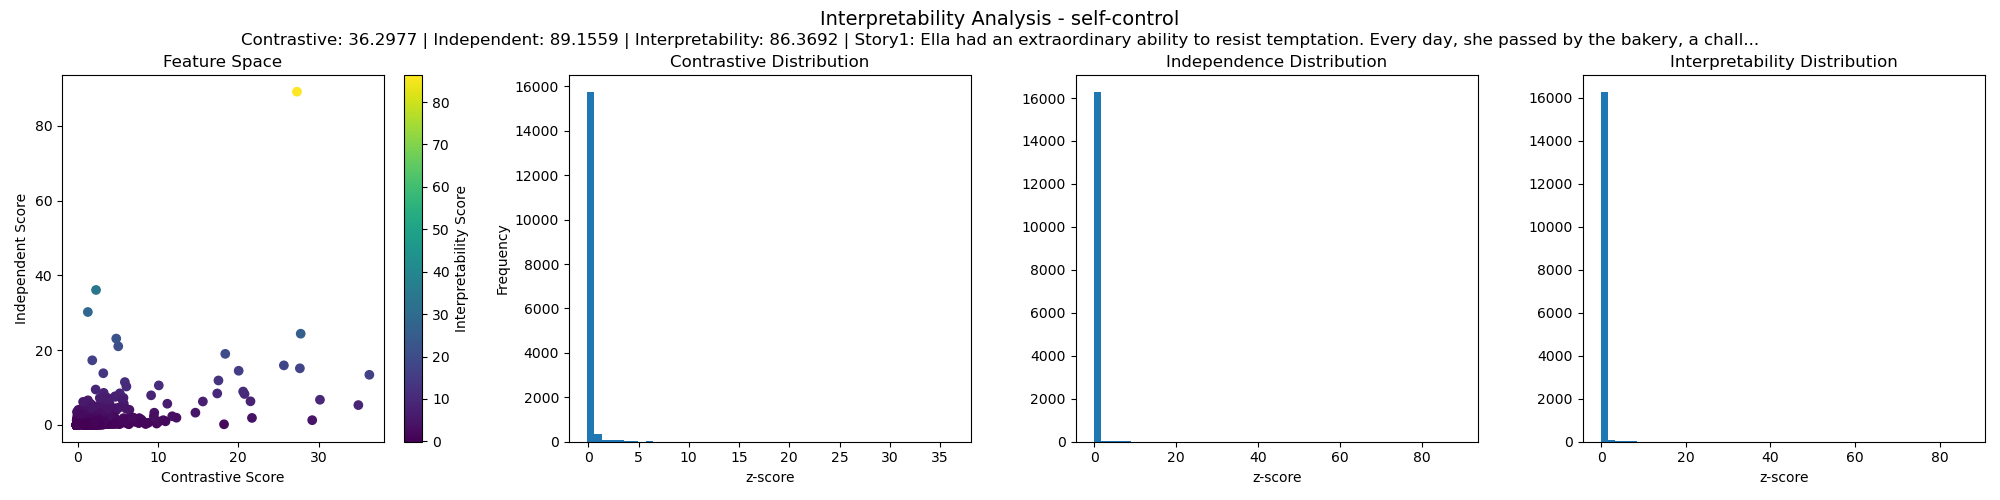 Interpretability Analysis - self-control
Contrastive: 36.2977 | Independent: 89.1559 | Interpretability: 86.3692 | Story1: Ella had an extraordinary ability to resist temptation. Every day, she passed by the bakery, a chall...
Feature Space
80
60
40
20
0
Independent Score
0 10 20 30
Contrastive Score
80
70
60
50
40
30
20
10
0
Interpretability Score
Contrastive Distribution
16000
14000
12000
10000
8000
6000
4000
2000
0
Frequency
0 5 10 15 20 25 30 35
z-score
Independence Distribution
16000
14000
12000
10000
8000
6000
4000
2000
0
0 20 40 60 80
z-score
Interpretability Distribution
16000
14000
12000
10000
8000
6000
4000
2000
0
0 20 40 60 80
z-score